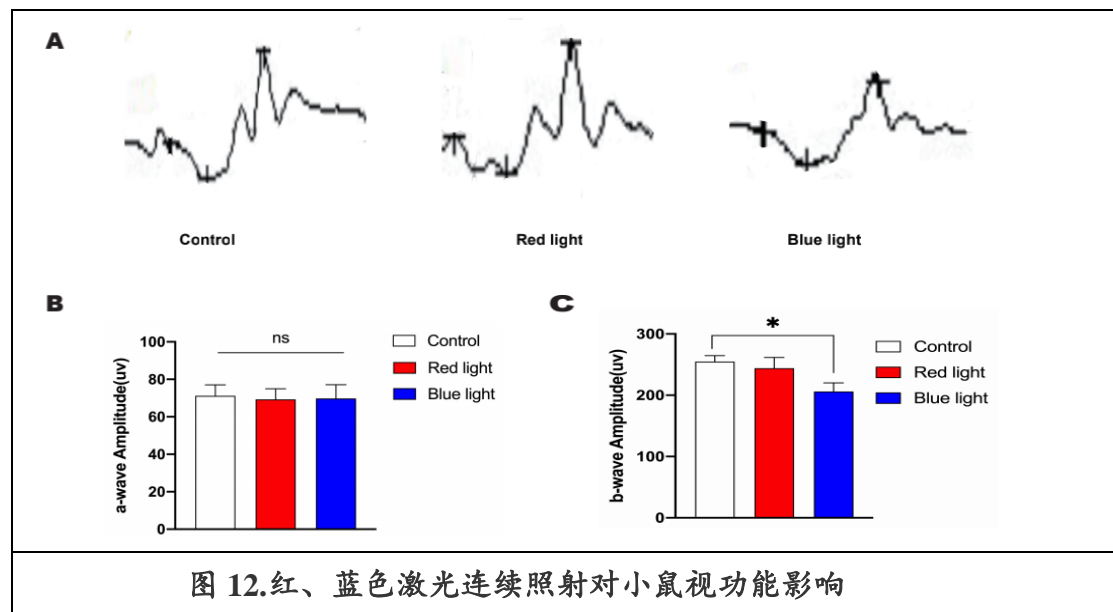 A
Control
Red light
Blue light
B
100
80
60
40
20
0
a-wave Amplitude(uv)
ns
Control
Red light
Blue light
C
300
200
100
0
b-wave Amplitude(uv)
*
Control
Red light
Blue light
图 12.红、蓝色激光连续照射对小鼠视功能影响